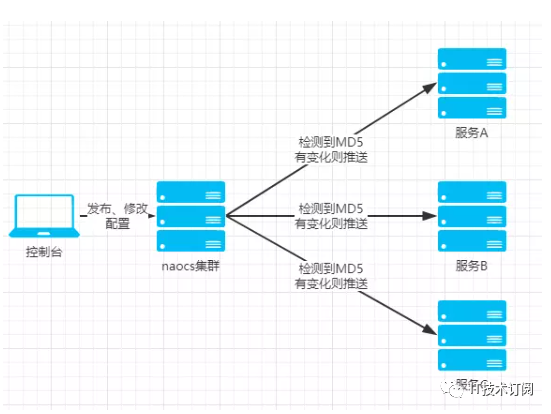 检测到MD5
有变化则推送
服务A
发布、修改
配置
检测到MD5
有变化则推送
控制台
naocs集群
服务B
检测到MD5
有变化则推送
服务
IT技术订阅